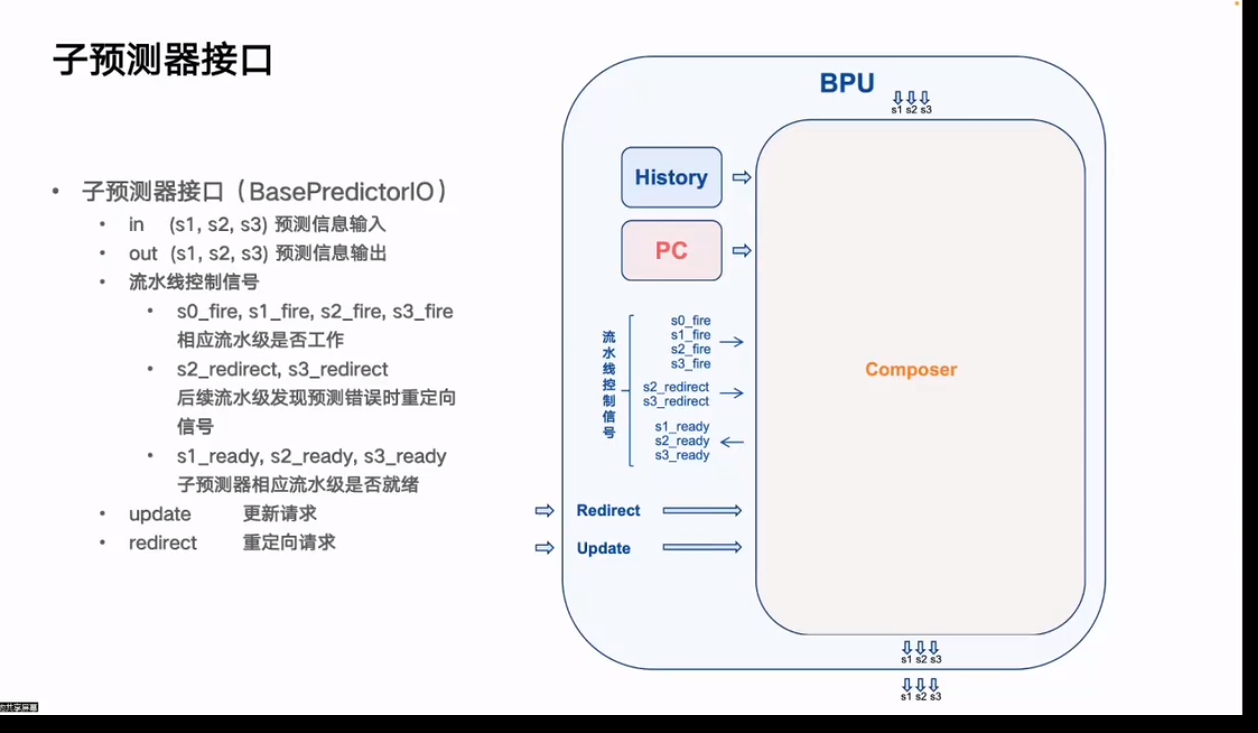 子预测器接口
• 子预测器接口（BasePredictorIO）
• in (s1, s2, s3) 预测信息输入
• out (s1, s2, s3) 预测信息输出
• 流水线控制信号
• s0_fire, s1_fire, s2_fire, s3_fire
相应流水级是否工作
• s2_redirect, s3_redirect
后续流水级发现预测错误时重定向
信号
• s1_ready, s2_ready, s3_ready
子预测器相应流水级是否就绪
• update 更新请求
• redirect 重定向请求
BPU
s1 s2 s3
History
PC
流水线控制信号
s0_fire
s1_fire
s2_fire
s3_fire
s2_redirect
s3_redirect
s1_ready
s2_ready
s3_ready
Composer
Redirect
Update
s1 s2 s3
s1 s2 s3